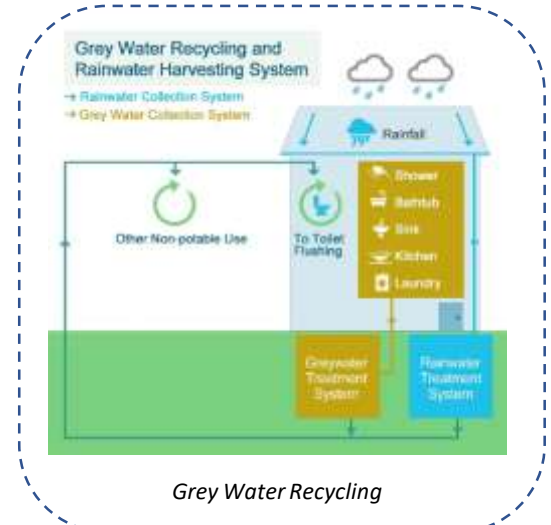 Grey Water Recycling and
Rainwater Harvesting System
→ Rainwater Collection System
→ Grey Water Collection System
Rainfall
Shower
Bathtub
Sink
Kitchen
Laundry
Other Non-potable Use
To Toilet
Flushing
Greywater
Treatment
System
Rainwater
Treatment
System
Grey Water Recycling